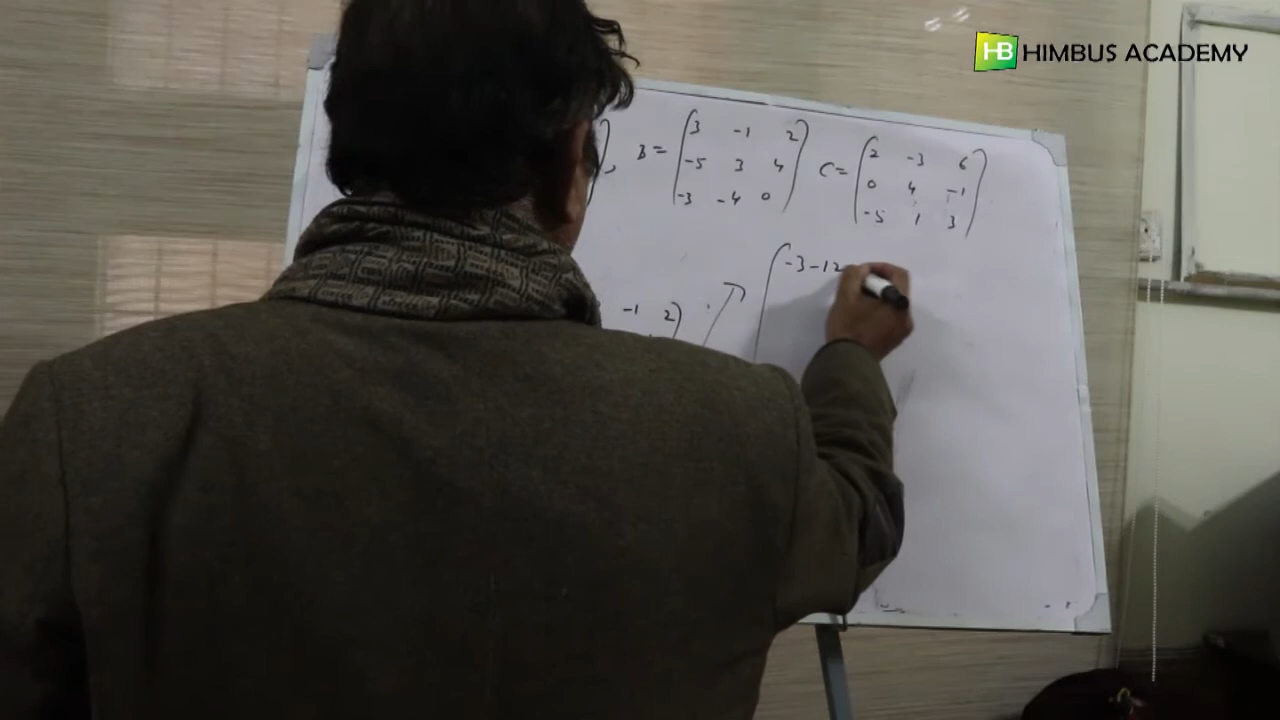 HB HIMBUS ACADEMY
), B = ( 3 -1 2 ) C = ( 2 -3 6 )
-5 3 4 0 4 -1
-3 -4 0 -5 1 3
( -3-12
-1 2 )